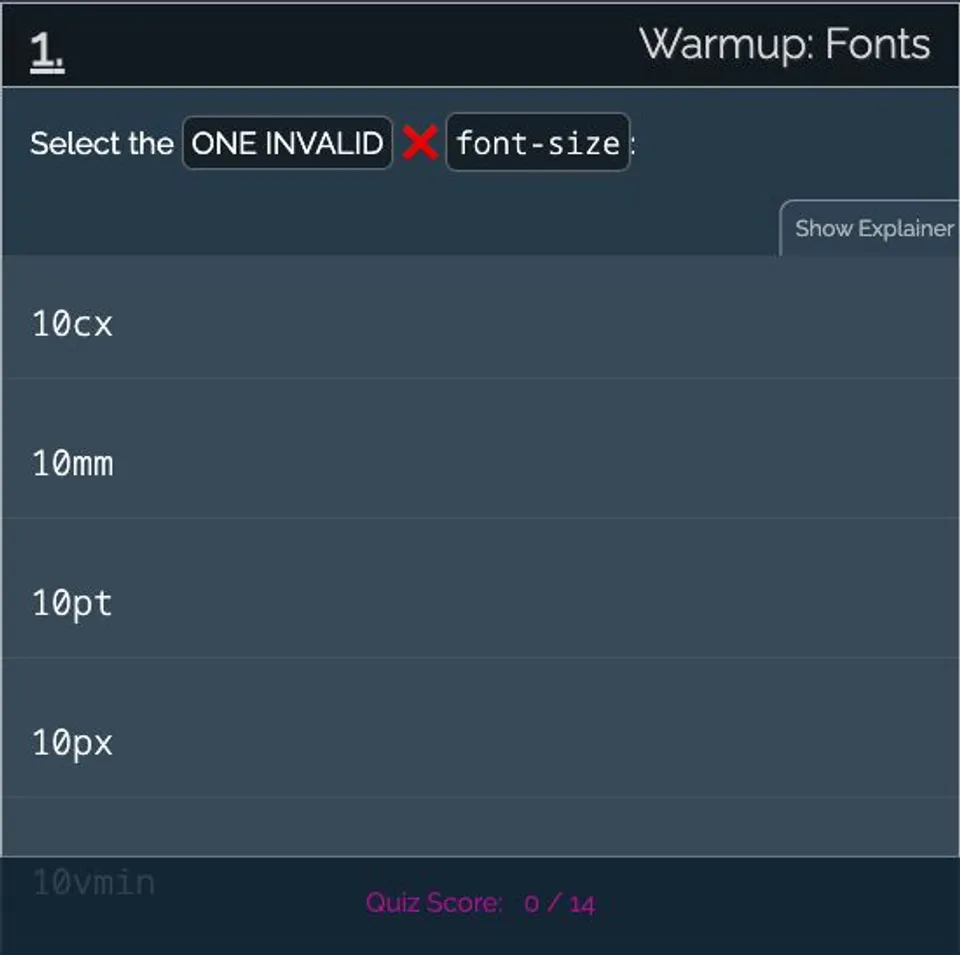 1.
Warmup: Fonts
Select the ONE INVALID ❌ font-size:
Show Explainer
10cx
10mm
10pt
10px
10vmin
Quiz Score: 0 / 14